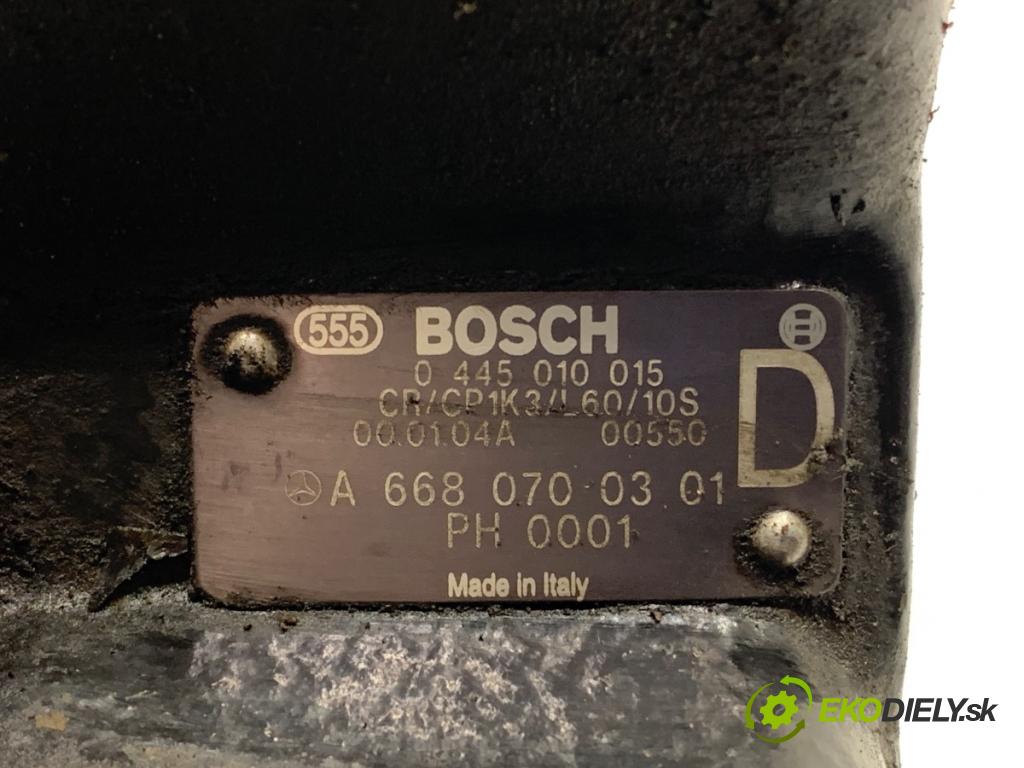 555 BOSCH
0 445 010 015
CR/CP1K3/L60/10S
00.01.04A 00550
D
A 668 070 03 01
PH 0001
Made in Italy
EKODIELY.sk